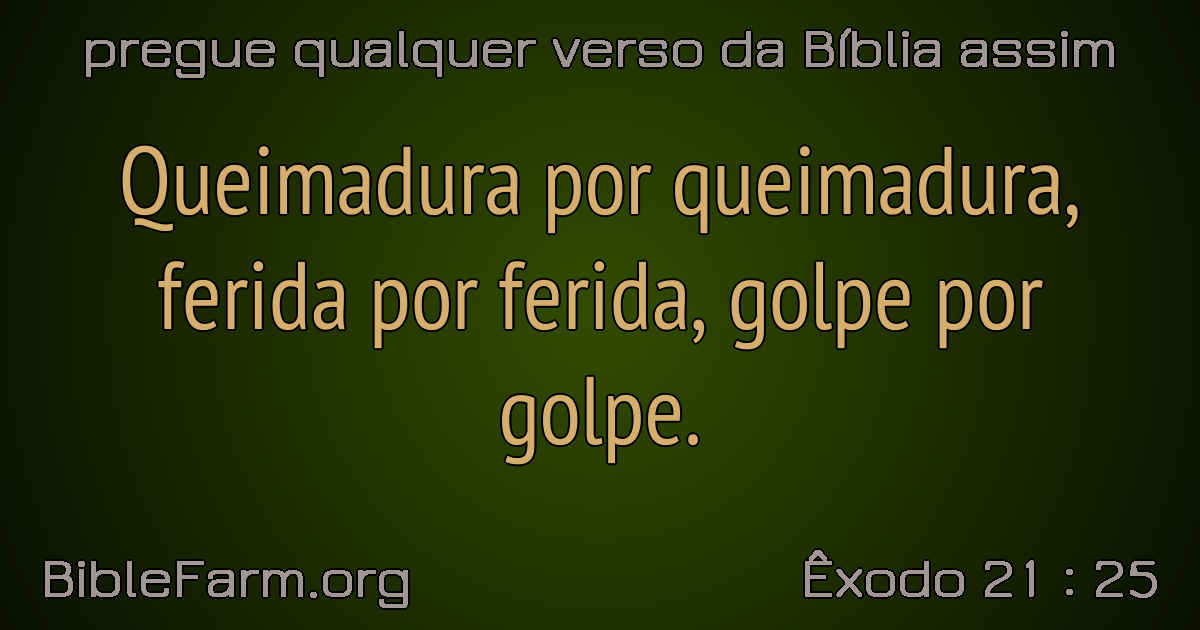 pregue qualquer verso da Bíblia assim
Queimadura por queimadura,
ferida por ferida, golpe por
golpe.
BibleFarm.org
Êxodo 21 : 25